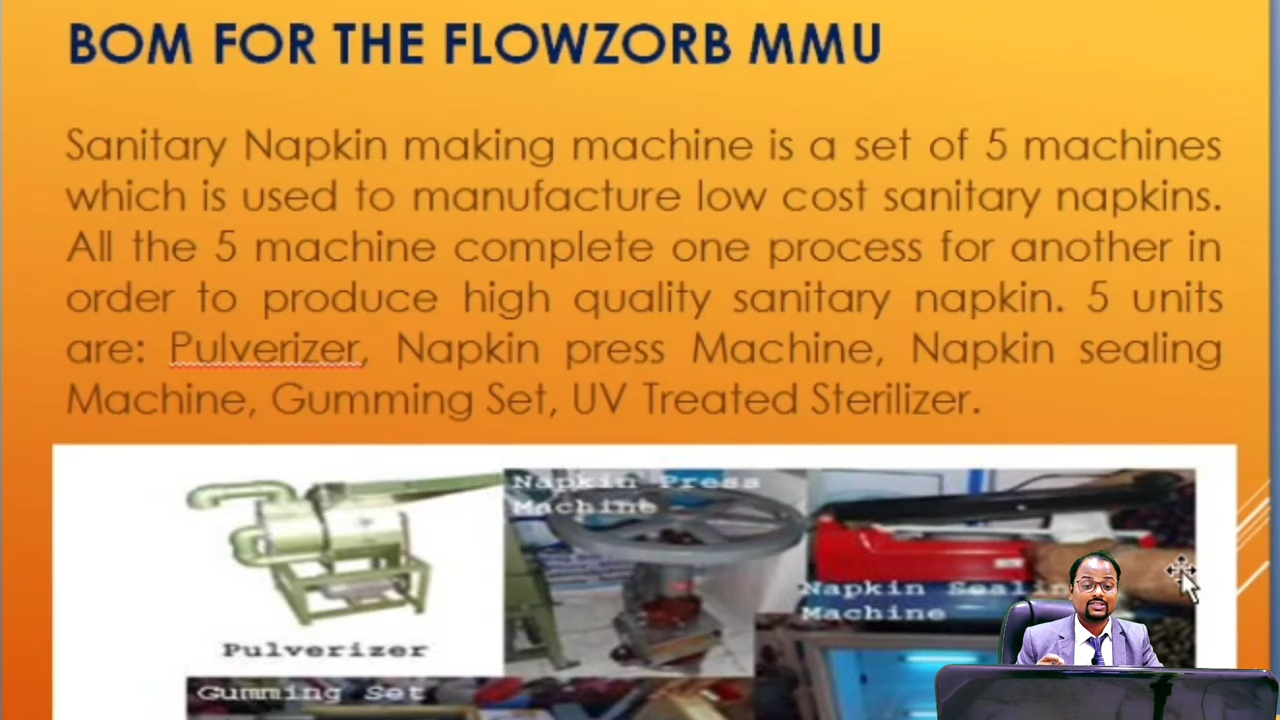 BOM FOR THE FLOWZORB MMU
Sanitary Napkin making machine is a set of 5 machines
which is used to manufacture low cost sanitary napkins.
All the 5 machine complete one process for another in
order to produce high quality sanitary napkin. 5 units
are: Pulverizer, Napkin press Machine, Napkin sealing
Machine, Gumming Set, UV Treated Sterilizer.
Napkin Press
Machine
Napkin Sealin
Machine
Pulverizer
Gumming Set